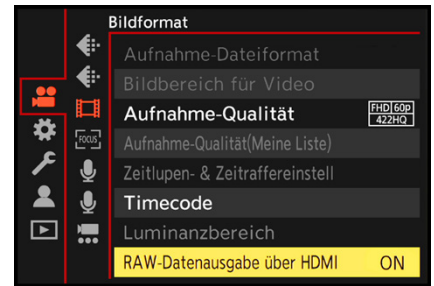 Bildformat
Aufnahme-Dateiformat
Bildbereich für Video
Aufnahme-Qualität FHD 60p
422HQ
FOCUS
Aufnahme-Qualität(Meine Liste)
Zeitlupen- & Zeitraffereinstell
Timecode
Luminanzbereich
RAW-Datenausgabe über HDMI ON